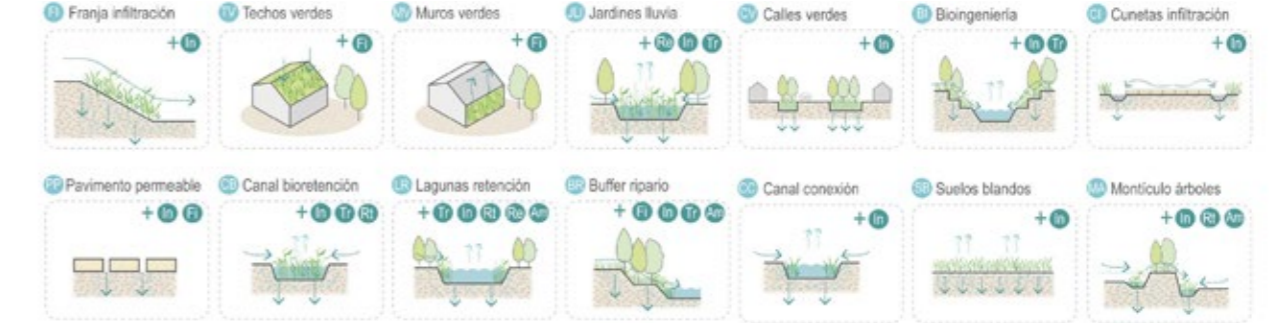 FI Franja infiltración
+ In
TV Techos verdes
+ Fi
MV Muros verdes
+ Fi
JLl Jardines lluvia
+ Re In Tr
CV Calles verdes
+ In
BI Bioingeniería
+ In Tr
CI Cunetas infiltración
+ In
PP Pavimento permeable
+ In Fi
CB Canal bioretención
+ In Tr Rt
LR Lagunas retención
+ Tr In Rt Re Am
BR Buffer ripario
+ Fi In Tr Am
CC Canal conexión
+ In
SB Suelos blandos
+ In
MA Montículo árboles
+ In Rt Am